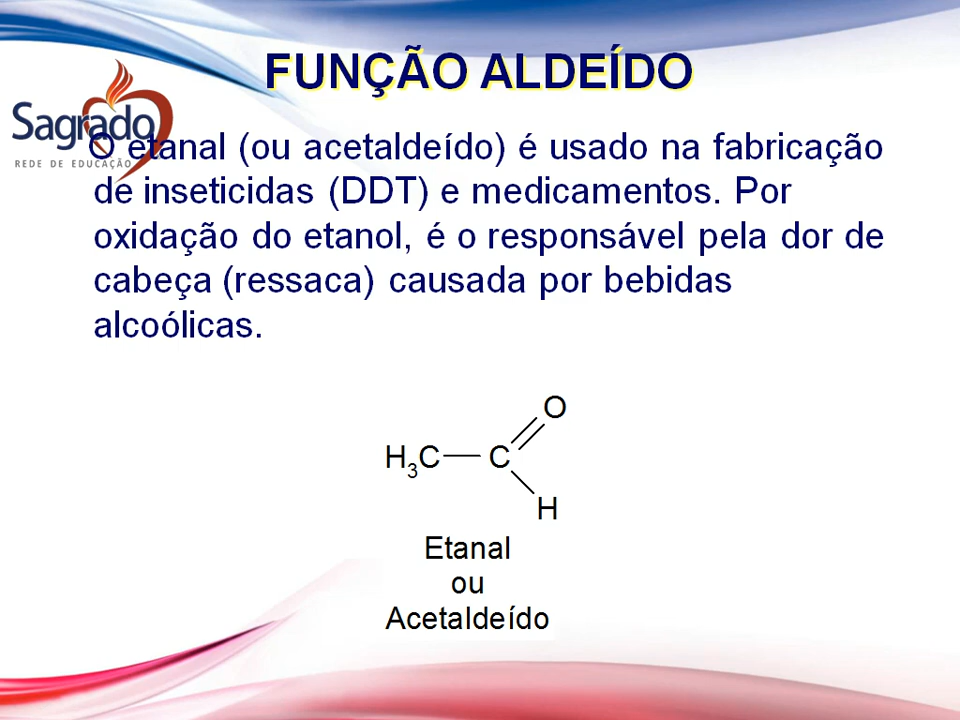 FUNÇÃO ALDEÍDO
Sagrado
REDE DE EDUCAÇÃO
O etanal (ou acetaldeído) é usado na fabricação
de inseticidas (DDT) e medicamentos. Por
oxidação do etanol, é o responsável pela dor de
cabeça (ressaca) causada por bebidas
alcoólicas.
O
H₃C — C
H
Etanal
ou
Acetaldeído